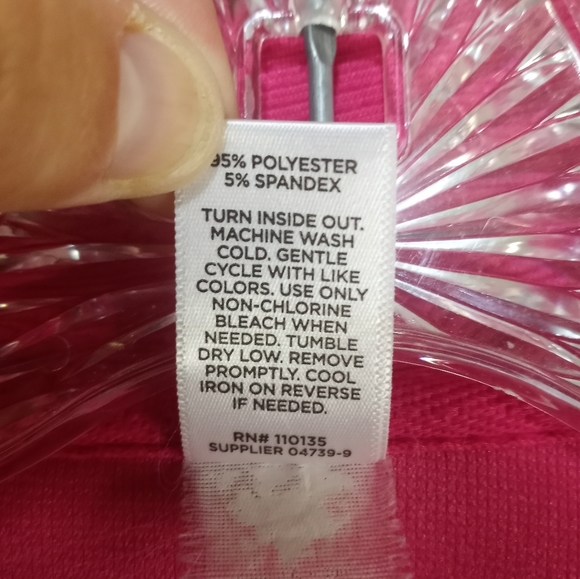 95% POLYESTER
5% SPANDEX
TURN INSIDE OUT.
MACHINE WASH
COLD. GENTLE
CYCLE WITH LIKE
COLORS. USE ONLY
NON-CHLORINE
BLEACH WHEN
NEEDED. TUMBLE
DRY LOW. REMOVE
PROMPTLY. COOL
IRON ON REVERSE
IF NEEDED.
RN# 110135
SUPPLIER 04739-9